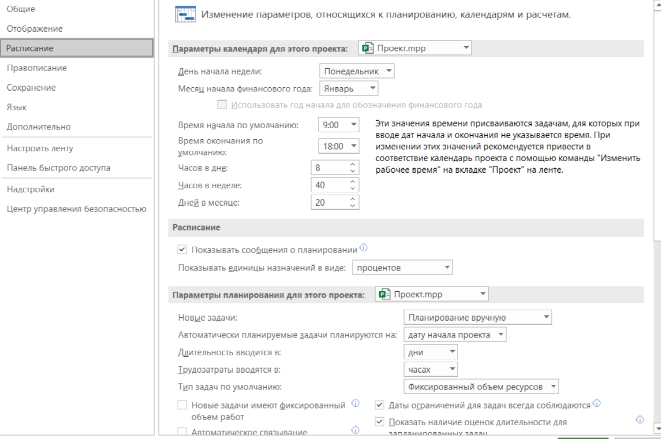 Общие
Отображение
Расписание
Правописание
Сохранение
Язык
Дополнительно
Настроить ленту
Панель быстрого доступа
Надстройки
Центр управления безопасностью
Изменение параметров, относящихся к планированию, календарям и расчетам.
Параметры календаря для этого проекта: Проект.mpp
День начала недели: Понедельник
Месяц начала финансового года: Январь
Использовать год начала для обозначения финансового года
Время начала по умолчанию: 9:00
Время окончания по
умолчанию: 18:00
Часов в дне: 8
Часов в неделе: 40
Дней в месяце: 20
Эти значения времени присваиваются задачам, для которых при
вводе дат начала и окончания не указывается время. При
изменении этих значений рекомендуется привести в
соответствие календарь проекта с помощью команды "Изменить
рабочее время" на вкладке "Проект" на ленте.
Расписание
Показывать сообщения о планировании
Показывать единицы назначений в виде: процентов
Параметры планирования для этого проекта: Проект.mpp
Новые задачи: Планирование вручную
Автоматически планируемые задачи планируются на: дату начала проекта
Длительность вводится в: дни
Трудозатраты вводятся в: часах
Тип задач по умолчанию: Фиксированный объем ресурсов
Новые задачи имеют фиксированный
объем работ
Автоматическое связывание
Даты ограничений для задач всегда соблюдаются
Показать наличие оценок длительности для
запланированных задач